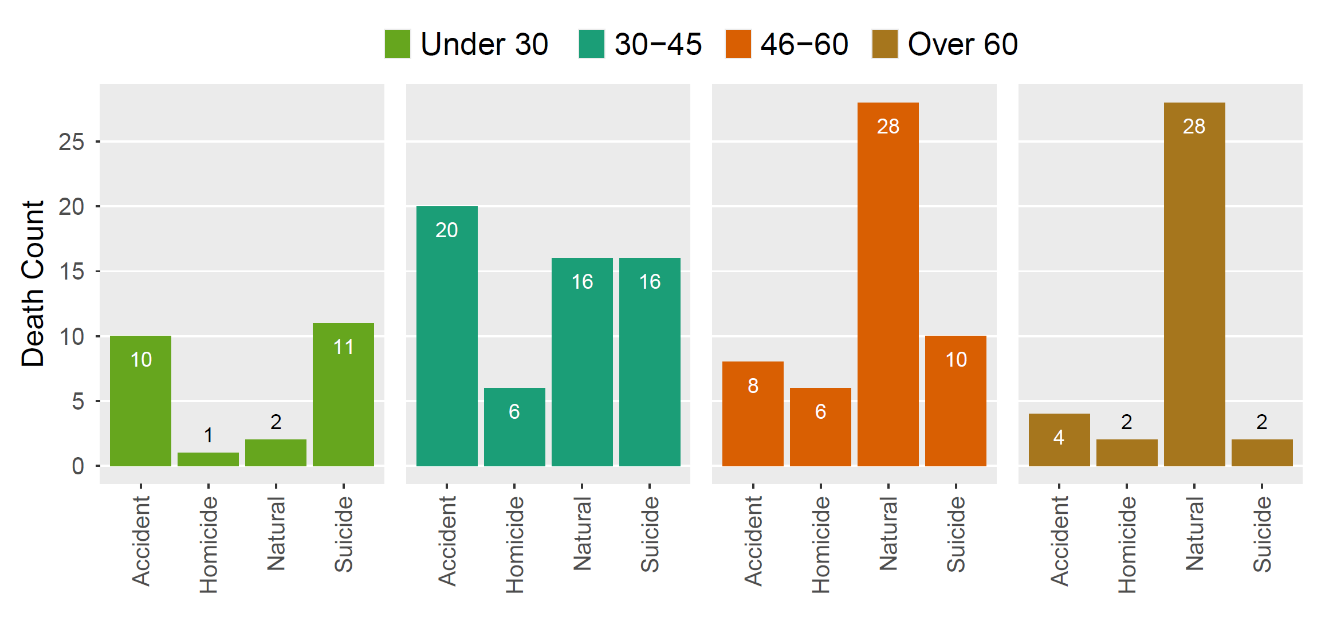 Under 30 30−45 46−60 Over 60
Death Count
25
20
15
10
5
0
10 1 2 11
20 6 16 16
8 6 28 10
4 2 28 2
Accident Homicide Natural Suicide
Accident Homicide Natural Suicide
Accident Homicide Natural Suicide
Accident Homicide Natural Suicide